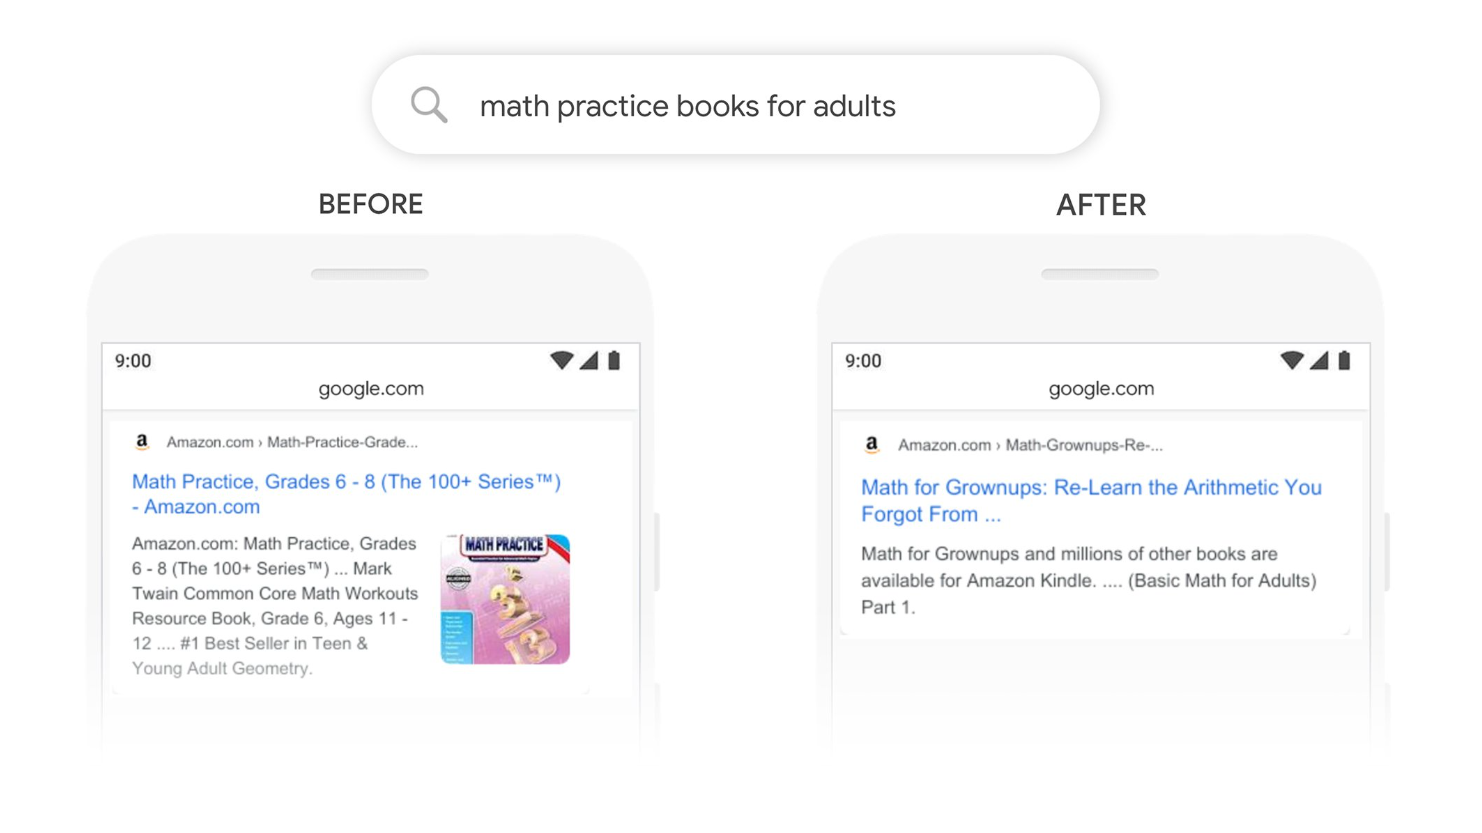 math practice books for adults
BEFORE
AFTER
9:00
google.com
a Amazon.com › Math-Practice-Grade...
Math Practice, Grades 6 - 8 (The 100+ Series™)
- Amazon.com
Amazon.com: Math Practice, Grades
6 - 8 (The 100+ Series™) ... Mark
Twain Common Core Math Workouts
Resource Book, Grade 6, Ages 11 -
12 .... #1 Best Seller in Teen &
Young Adult Geometry.
MATH PRACTICE
9:00
google.com
a Amazon.com › Math-Grownups-Re-...
Math for Grownups: Re-Learn the Arithmetic You
Forgot From ...
Math for Grownups and millions of other books are
available for Amazon Kindle. .... (Basic Math for Adults)
Part 1.